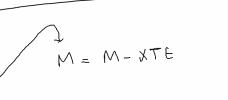 M = M - XTE